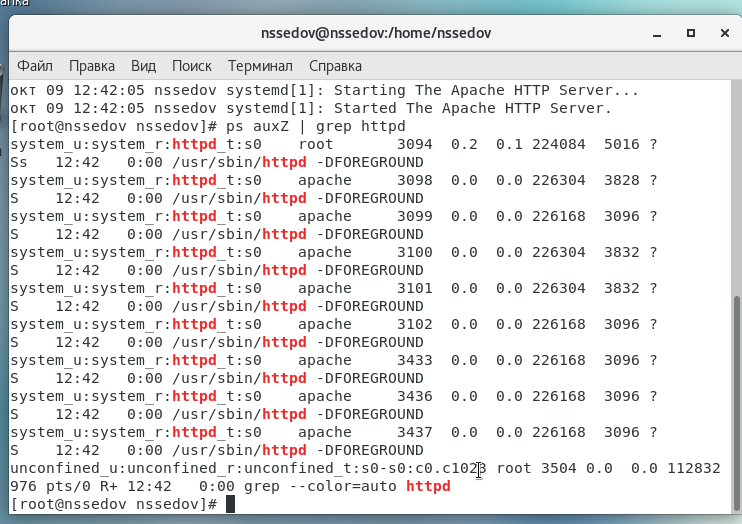 nssedov@nssedov:/home/nssedov
Файл Правка Вид Поиск Терминал Справка
окт 09 12:42:05 nssedov systemd[1]: Starting The Apache HTTP Server...
окт 09 12:42:05 nssedov systemd[1]: Started The Apache HTTP Server.
[root@nssedov nssedov]# ps auxZ | grep httpd
system_u:system_r:httpd_t:s0    root       3094  0.2  0.1 224084  5016 ?
Ss   12:42   0:00 /usr/sbin/httpd -DFOREGROUND
system_u:system_r:httpd_t:s0    apache     3098  0.0  0.0 226304  3828 ?
S    12:42   0:00 /usr/sbin/httpd -DFOREGROUND
system_u:system_r:httpd_t:s0    apache     3099  0.0  0.0 226168  3096 ?
S    12:42   0:00 /usr/sbin/httpd -DFOREGROUND
system_u:system_r:httpd_t:s0    apache     3100  0.0  0.0 226304  3832 ?
S    12:42   0:00 /usr/sbin/httpd -DFOREGROUND
system_u:system_r:httpd_t:s0    apache     3101  0.0  0.0 226304  3832 ?
S    12:42   0:00 /usr/sbin/httpd -DFOREGROUND
system_u:system_r:httpd_t:s0    apache     3102  0.0  0.0 226168  3096 ?
S    12:42   0:00 /usr/sbin/httpd -DFOREGROUND
system_u:system_r:httpd_t:s0    apache     3433  0.0  0.0 226168  3096 ?
S    12:42   0:00 /usr/sbin/httpd -DFOREGROUND
system_u:system_r:httpd_t:s0    apache     3436  0.0  0.0 226168  3096 ?
S    12:42   0:00 /usr/sbin/httpd -DFOREGROUND
system_u:system_r:httpd_t:s0    apache     3437  0.0  0.0 226168  3096 ?
S    12:42   0:00 /usr/sbin/httpd -DFOREGROUND
unconfined_u:unconfined_r:unconfined_t:s0-s0:c0.c1023 root 3504 0.0  0.0 112832
976 pts/0 R+ 12:42   0:00 grep --color=auto httpd
[root@nssedov nssedov]#